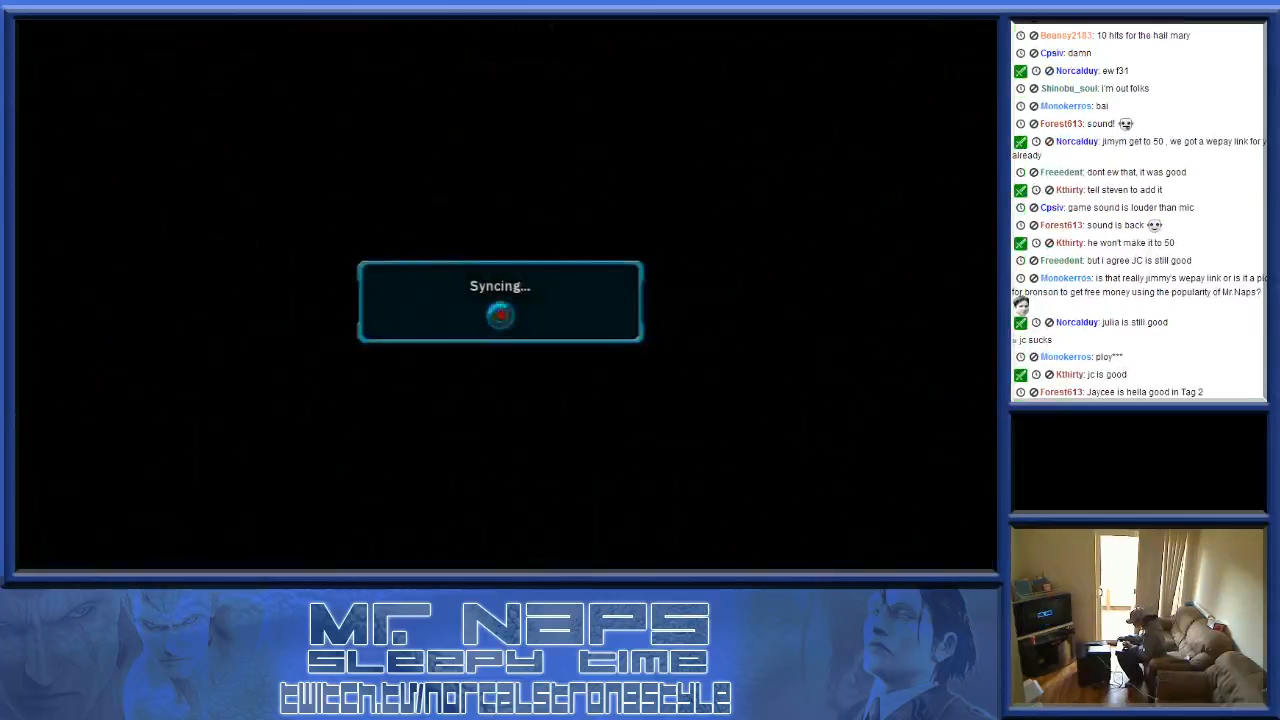 Syncing...
Beansy2183: 10 hits for the hail mary
Cpsiv: damn
Norcalduy: ew f31
Shinobu_soul: i'm out folks
Monokerros: bai
Forest613: sound!
Norcalduy: jimym get to 50 , we got a wepay link for y
already
Freeedent: dont ew that, it was good
Kthirty: tell steven to add it
Cpsiv: game sound is louder than mic
Forest613: sound is back
Kthirty: he won't make it to 50
Freeedent: but i agree JC is still good
Monokerros: is that really jimmy's wepay link or is it a plo
for bronson to get free money using the popularity of Mr.Naps?
Norcalduy: julia is still good
» jc sucks
Monokerros: ploy***
Kthirty: jc is good
Forest613: Jaycee is hella good in Tag 2
Mr. Naps
Sleepy Time
twitch.tv/norcalstrongstyle